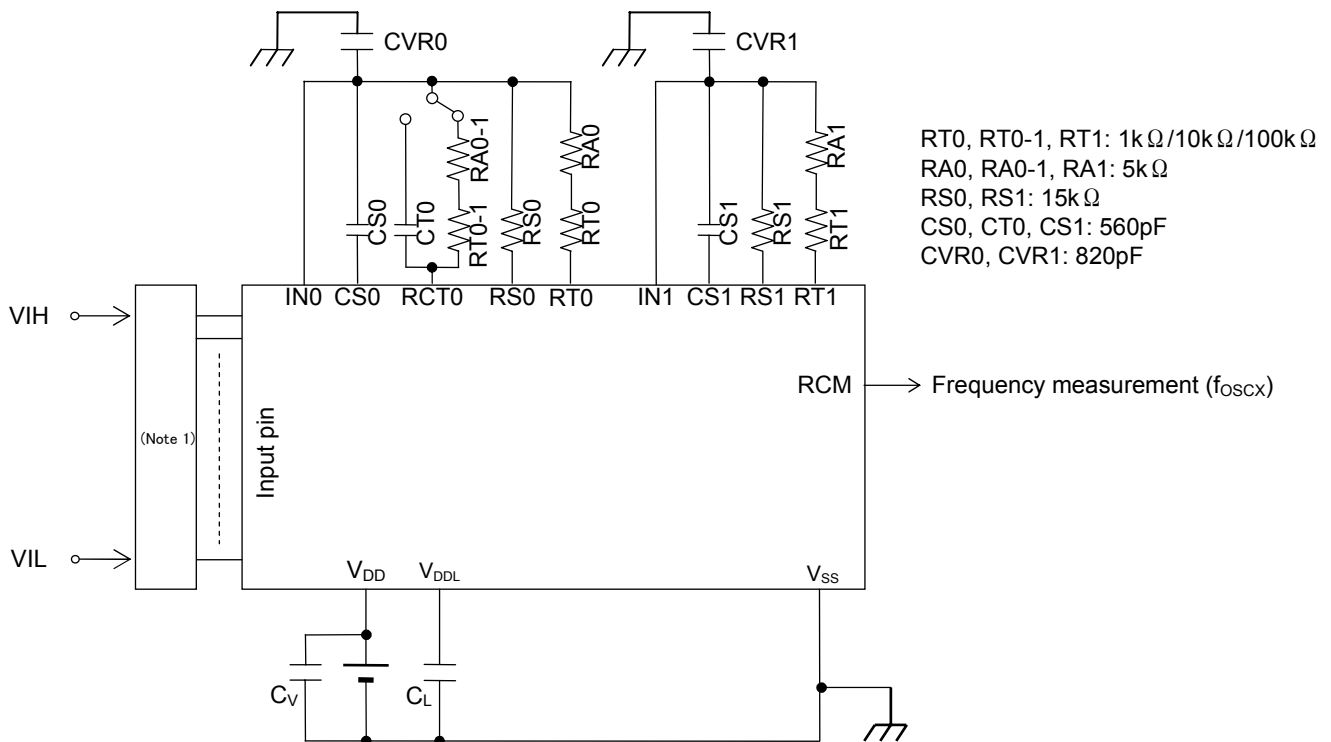 CVR0
CVR1
CS0
CT0
RA0-1
RT0-1
RS0
RA0
RT0
CS1
RS1
RA1
RT1
RT0, RT0-1, RT1: 1kΩ/10kΩ/100kΩ
RA0, RA0-1, RA1: 5kΩ
RS0, RS1: 15kΩ
CS0, CT0, CS1: 560pF
CVR0, CVR1: 820pF
IN0 CS0 RCT0 RS0 RT0 IN1 CS1 RS1 RT1
VIH
(Note 1)
Input pin
RCM
Frequency measurement (fOSCX)
VIL
VDD
VDDL
VSS
CV
CL